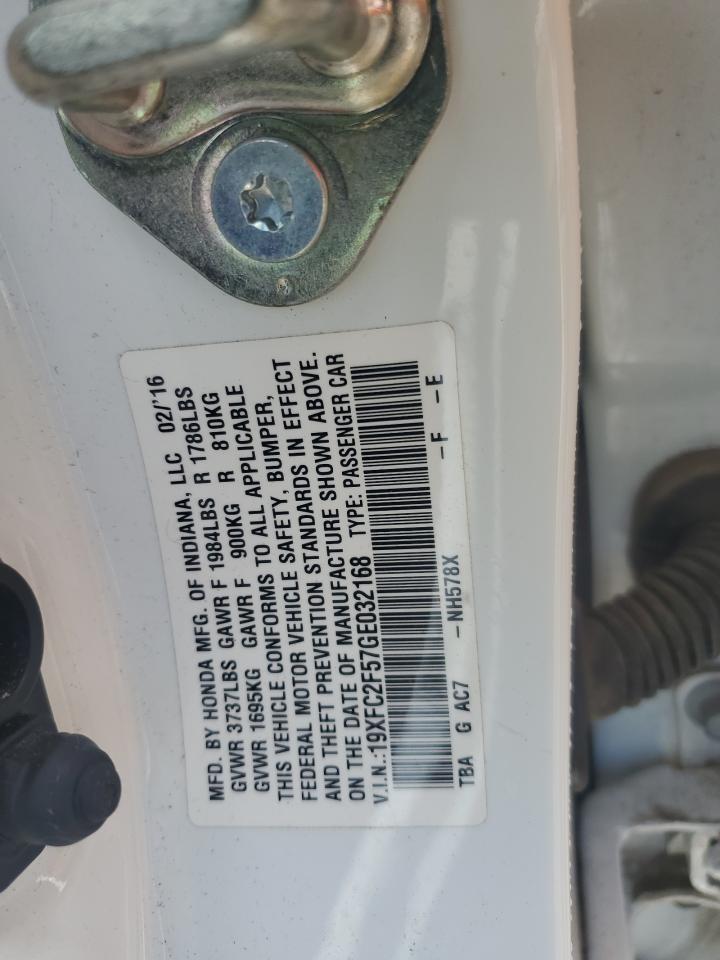 MFD. BY HONDA MFG. OF INDIANA, LLC 02/'16
GVWR 3737LBS GAWR F 1984LBS R 1786LBS
GVWR 1695KG GAWR F 900KG R 810KG
THIS VEHICLE CONFORMS TO ALL APPLICABLE
FEDERAL MOTOR VEHICLE SAFETY, BUMPER,
AND THEFT PREVENTION STANDARDS IN EFFECT
ON THE DATE OF MANUFACTURE SHOWN ABOVE.
V.I.N.:19XFC2F57GE032168 TYPE: PASSENGER CAR
TBA G AC7 - NH578X - F - E